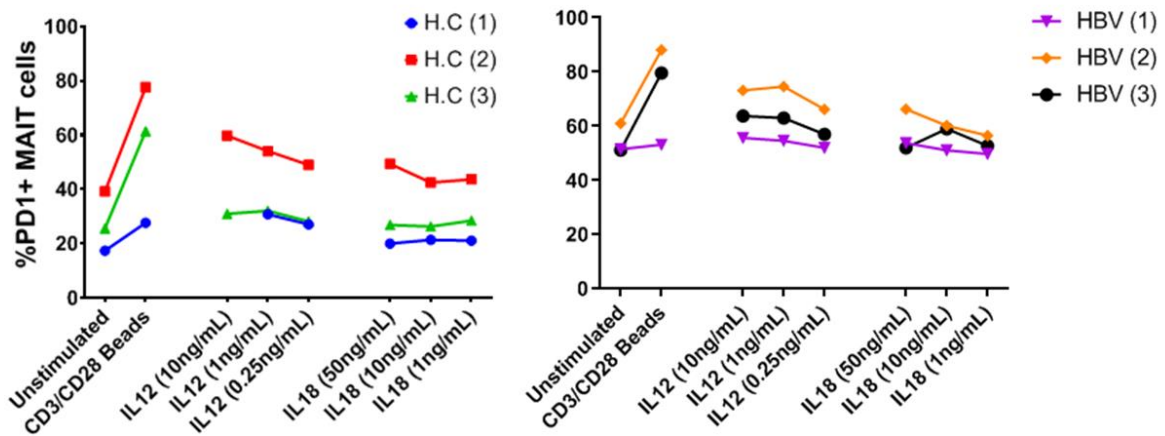 %PD1+ MAIT cells
100
80
60
40
20
0
Unstimulated
CD3/CD28 Beads
IL12 (10ng/mL)
IL12 (1ng/mL)
IL12 (0.25ng/mL)
IL18 (50ng/mL)
IL18 (10ng/mL)
IL18 (1ng/mL)
H.C (1)
H.C (2)
H.C (3)
100
80
60
40
20
0
Unstimulated
CD3/CD28 Beads
IL12 (10ng/mL)
IL12 (1ng/mL)
IL12 (0.25ng/mL)
IL18 (50ng/mL)
IL18 (10ng/mL)
IL18 (1ng/mL)
HBV (1)
HBV (2)
HBV (3)